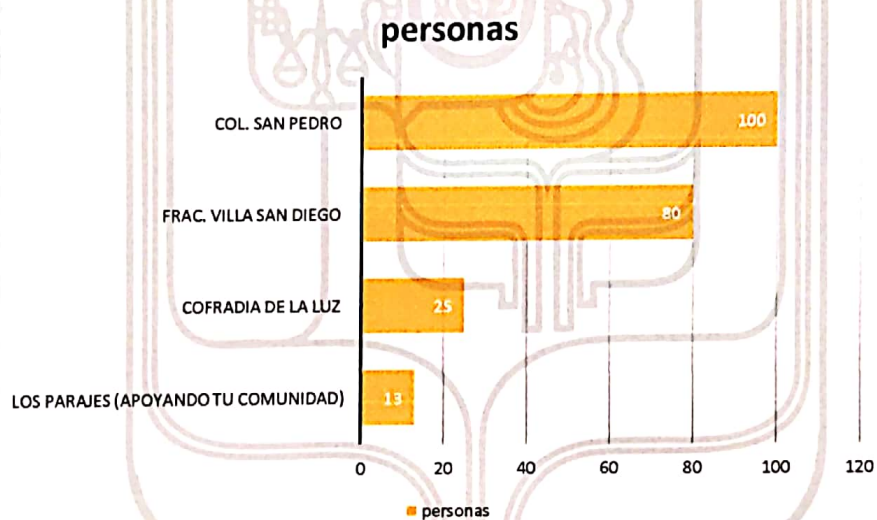 personas
COL. SAN PEDRO
100
FRAC. VILLA SAN DIEGO
80
COFRADIA DE LA LUZ
25
LOS PARAJES (APOYANDO TU COMUNIDAD)
13
0 20 40 60 80 100 120
personas